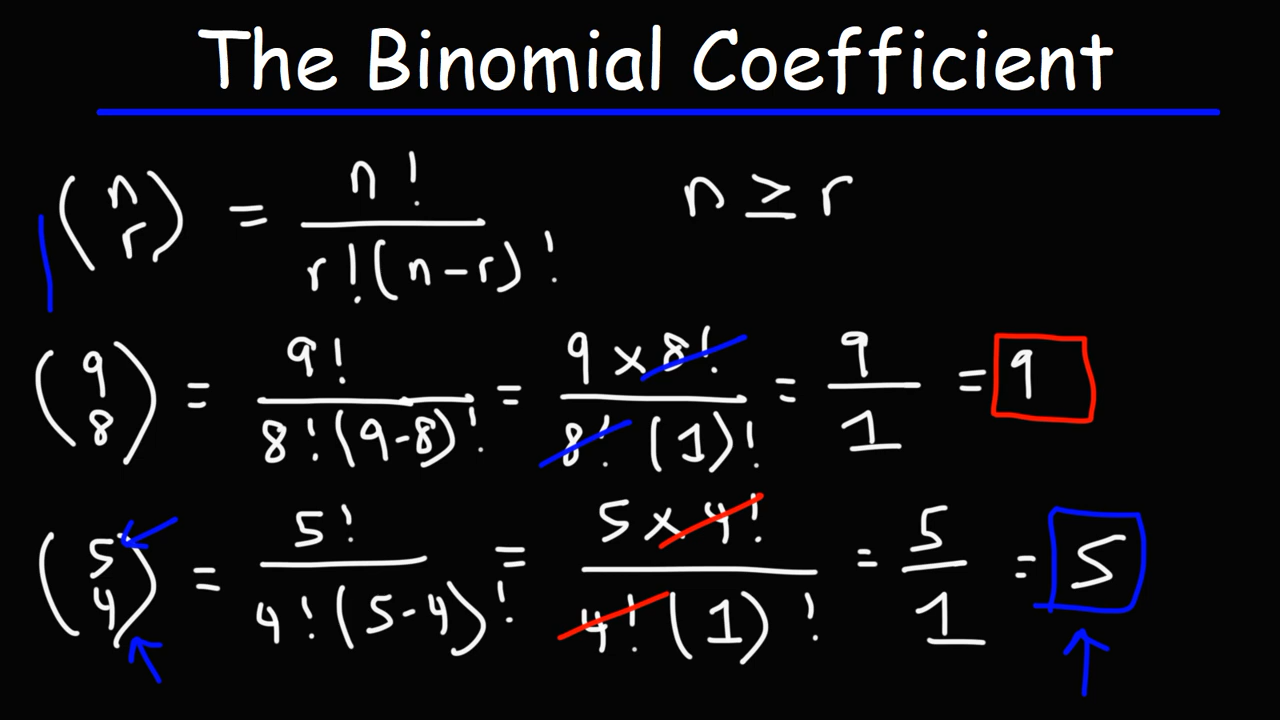 The Binomial Coefficient
(n r) = n! / r!(n-r)! n ≥ r
(9 8) = 9! / 8!(9-8)! = 9 x 8! / 8!(1)! = 9 / 1 = 9
(5 4) = 5! / 4!(5-4)! = 5 x 4! / 4!(1)! = 5 / 1 = 5